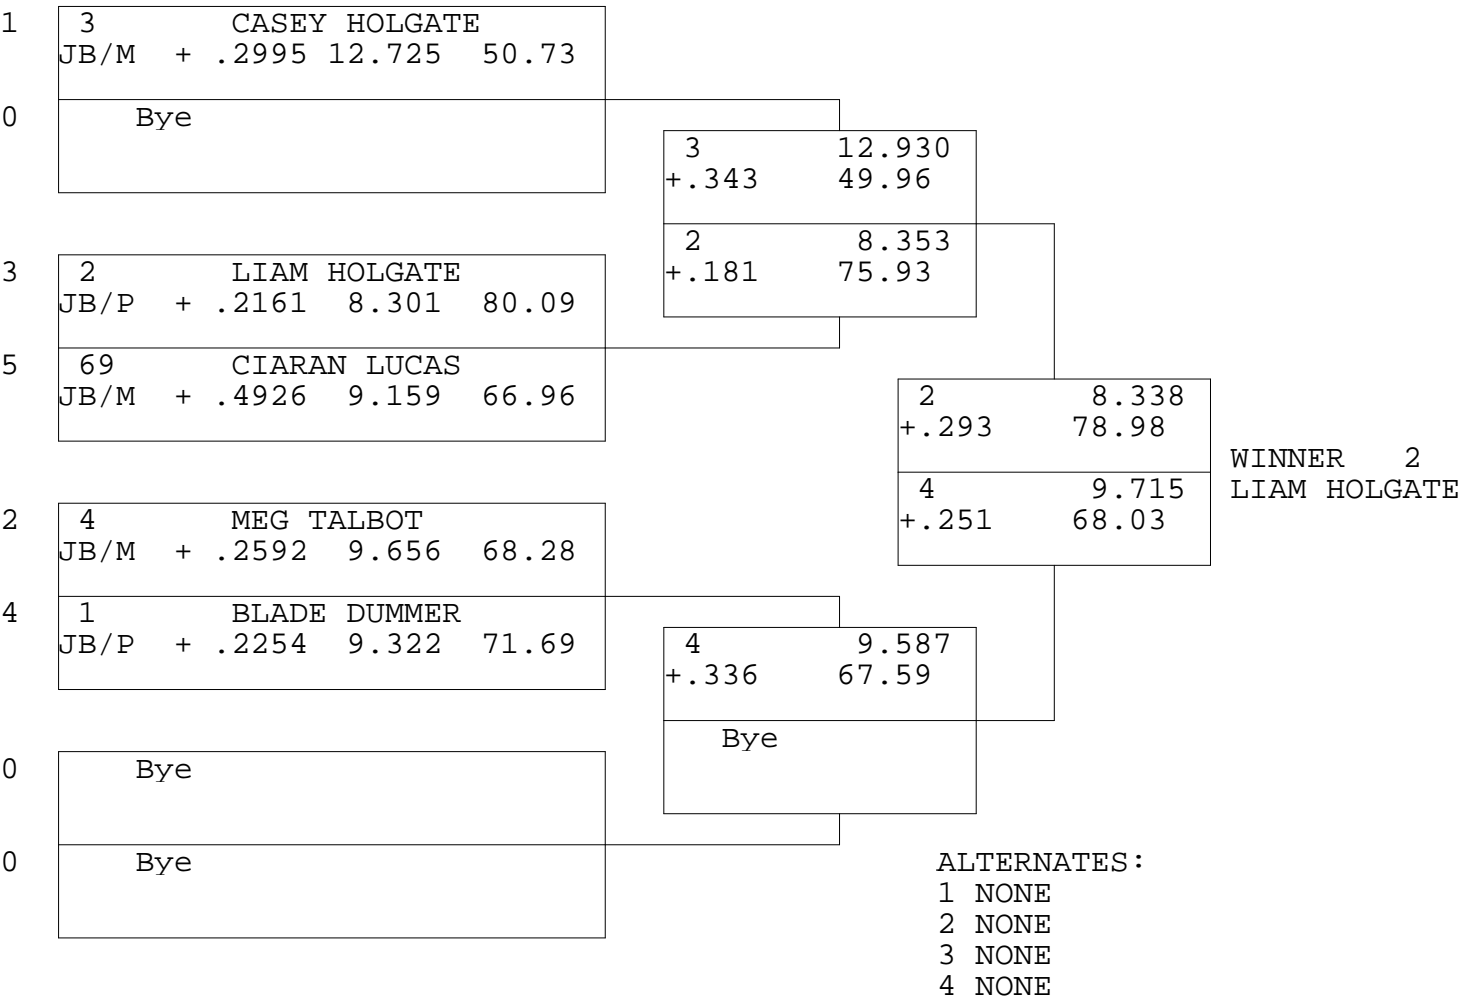 1 3 CASEY HOLGATE
JB/M + .2995 12.725 50.73
0 Bye
3 12.930
+.343 49.96
2 8.353
+.181 75.93
3 2 LIAM HOLGATE
JB/P + .2161 8.301 80.09
5 69 CIARAN LUCAS
JB/M + .4926 9.159 66.96
2 8.338
+.293 78.98
4 9.715
+.251 68.03
WINNER 2
LIAM HOLGATE
2 4 MEG TALBOT
JB/M + .2592 9.656 68.28
4 1 BLADE DUMMER
JB/P + .2254 9.322 71.69
4 9.587
+.336 67.59
Bye
0 Bye
0 Bye
ALTERNATES:
1 NONE
2 NONE
3 NONE
4 NONE